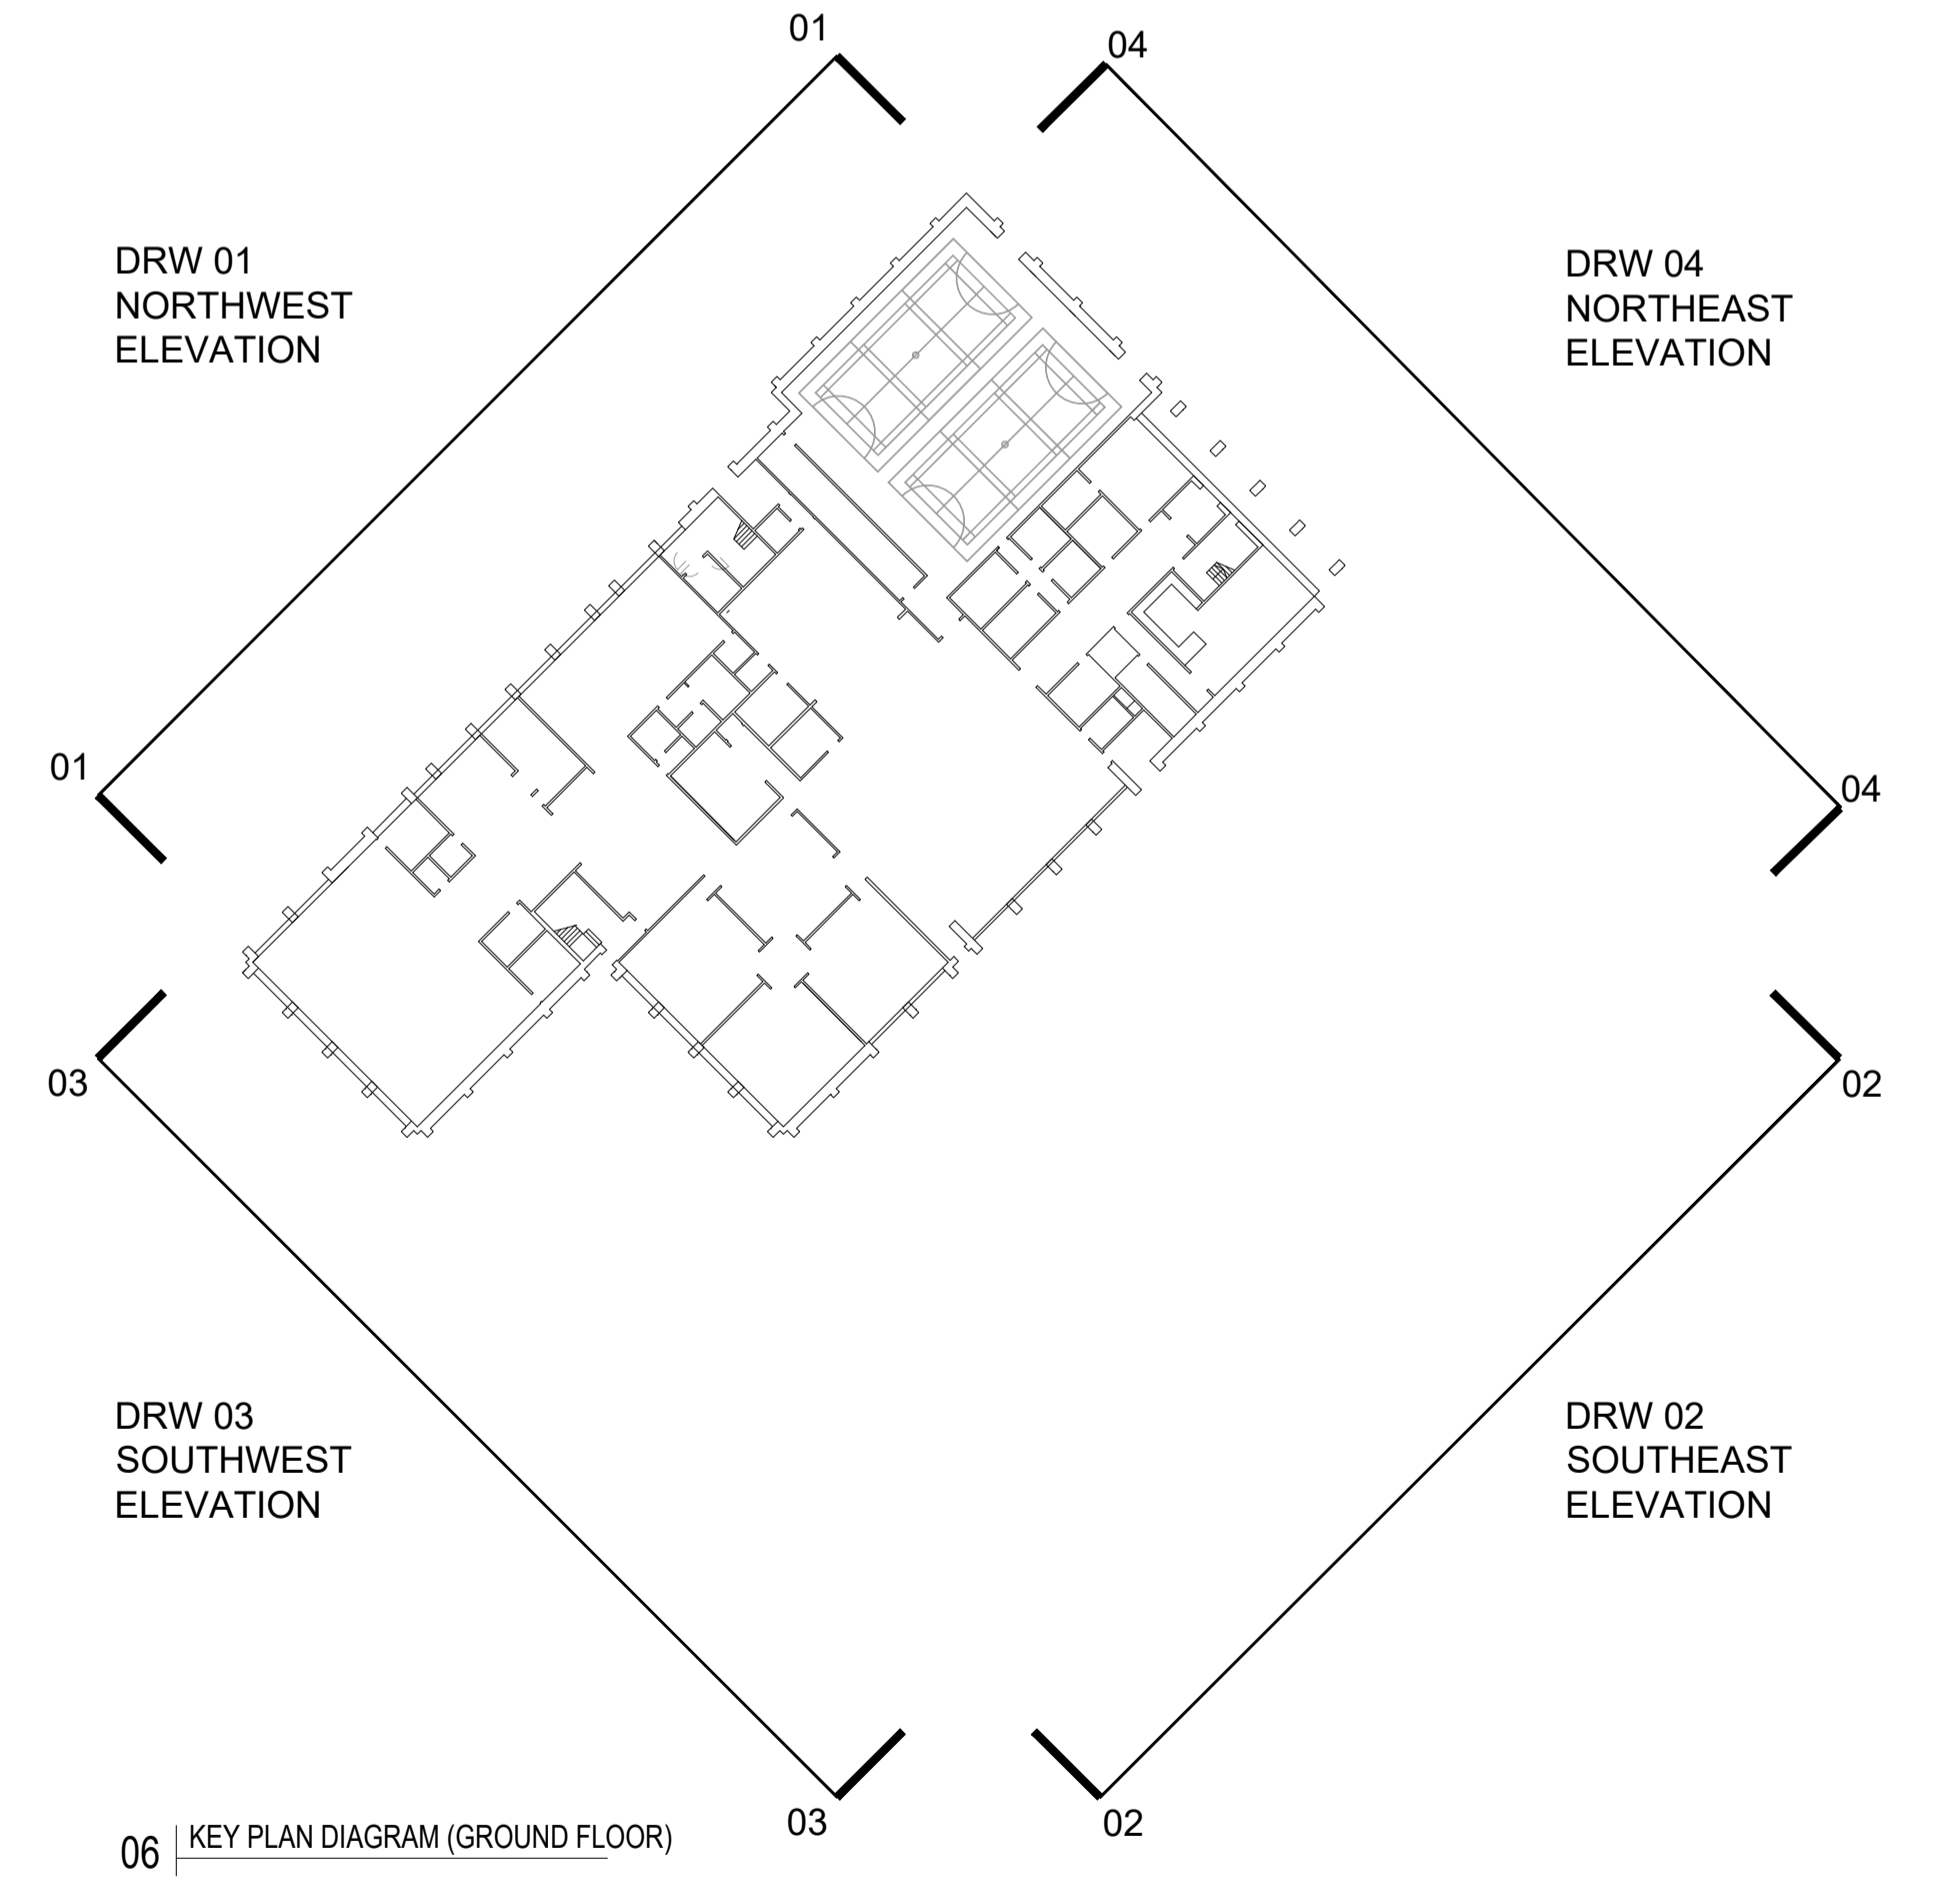 01
04
DRW 01
NORTHWEST
ELEVATION
DRW 04
NORTHEAST
ELEVATION
01
04
03
02
DRW 03
SOUTHWEST
ELEVATION
DRW 02
SOUTHEAST
ELEVATION
03
02
06 KEY PLAN DIAGRAM (GROUND FLOOR)